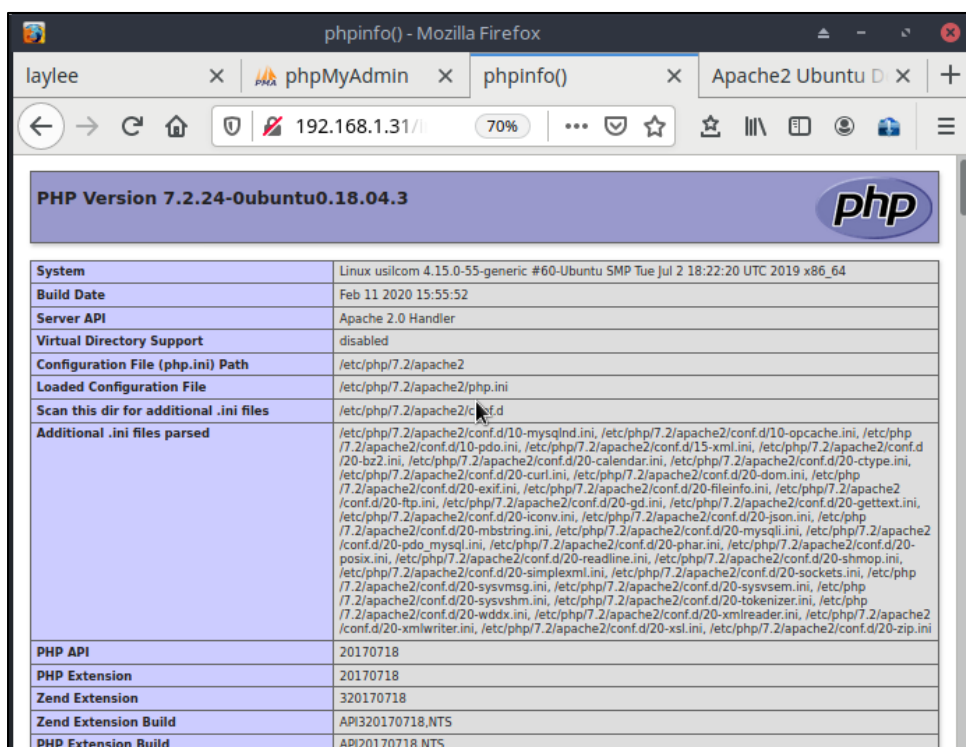 phpinfo() - Mozilla Firefox
laylee
phpMyAdmin
phpinfo()
Apache2 Ubuntu D
192.168.1.31/
70%
PHP Version 7.2.24-0ubuntu0.18.04.3
php
System Linux usilcom 4.15.0-55-generic #60-Ubuntu SMP Tue Jul 2 18:22:20 UTC 2019 x86_64
Build Date Feb 11 2020 15:55:52
Server API Apache 2.0 Handler
Virtual Directory Support disabled
Configuration File (php.ini) Path /etc/php/7.2/apache2
Loaded Configuration File /etc/php/7.2/apache2/php.ini
Scan this dir for additional .ini files /etc/php/7.2/apache2/conf.d
Additional .ini files parsed /etc/php/7.2/apache2/conf.d/10-mysqlnd.ini, /etc/php/7.2/apache2/conf.d/10-opcache.ini, /etc/php
/7.2/apache2/conf.d/10-pdo.ini, /etc/php/7.2/apache2/conf.d/15-xml.ini, /etc/php/7.2/apache2/conf.d
/20-bz2.ini, /etc/php/7.2/apache2/conf.d/20-calendar.ini, /etc/php/7.2/apache2/conf.d/20-ctype.ini,
/etc/php/7.2/apache2/conf.d/20-curl.ini, /etc/php/7.2/apache2/conf.d/20-dom.ini, /etc/php
/7.2/apache2/conf.d/20-exif.ini, /etc/php/7.2/apache2/conf.d/20-fileinfo.ini, /etc/php/7.2/apache2
/conf.d/20-ftp.ini, /etc/php/7.2/apache2/conf.d/20-gd.ini, /etc/php/7.2/apache2/conf.d/20-gettext.ini,
/etc/php/7.2/apache2/conf.d/20-iconv.ini, /etc/php/7.2/apache2/conf.d/20-json.ini, /etc/php
/7.2/apache2/conf.d/20-mbstring.ini, /etc/php/7.2/apache2/conf.d/20-mysqli.ini, /etc/php/7.2/apache2
/conf.d/20-pdo_mysql.ini, /etc/php/7.2/apache2/conf.d/20-phar.ini, /etc/php/7.2/apache2/conf.d/20-
posix.ini, /etc/php/7.2/apache2/conf.d/20-readline.ini, /etc/php/7.2/apache2/conf.d/20-shmop.ini,
/etc/php/7.2/apache2/conf.d/20-simplexml.ini, /etc/php/7.2/apache2/conf.d/20-sockets.ini, /etc/php
/7.2/apache2/conf.d/20-sysvmsg.ini, /etc/php/7.2/apache2/conf.d/20-sysvsem.ini, /etc/php
/7.2/apache2/conf.d/20-sysvshm.ini, /etc/php/7.2/apache2/conf.d/20-tokenizer.ini, /etc/php
/7.2/apache2/conf.d/20-wddx.ini, /etc/php/7.2/apache2/conf.d/20-xmlreader.ini, /etc/php/7.2/apache2
/conf.d/20-xmlwriter.ini, /etc/php/7.2/apache2/conf.d/20-xsl.ini, /etc/php/7.2/apache2/conf.d/20-zip.ini
PHP API 20170718
PHP Extension 20170718
Zend Extension 320170718
Zend Extension Build API320170718,NTS
PHP Extension Build API20170718,NTS